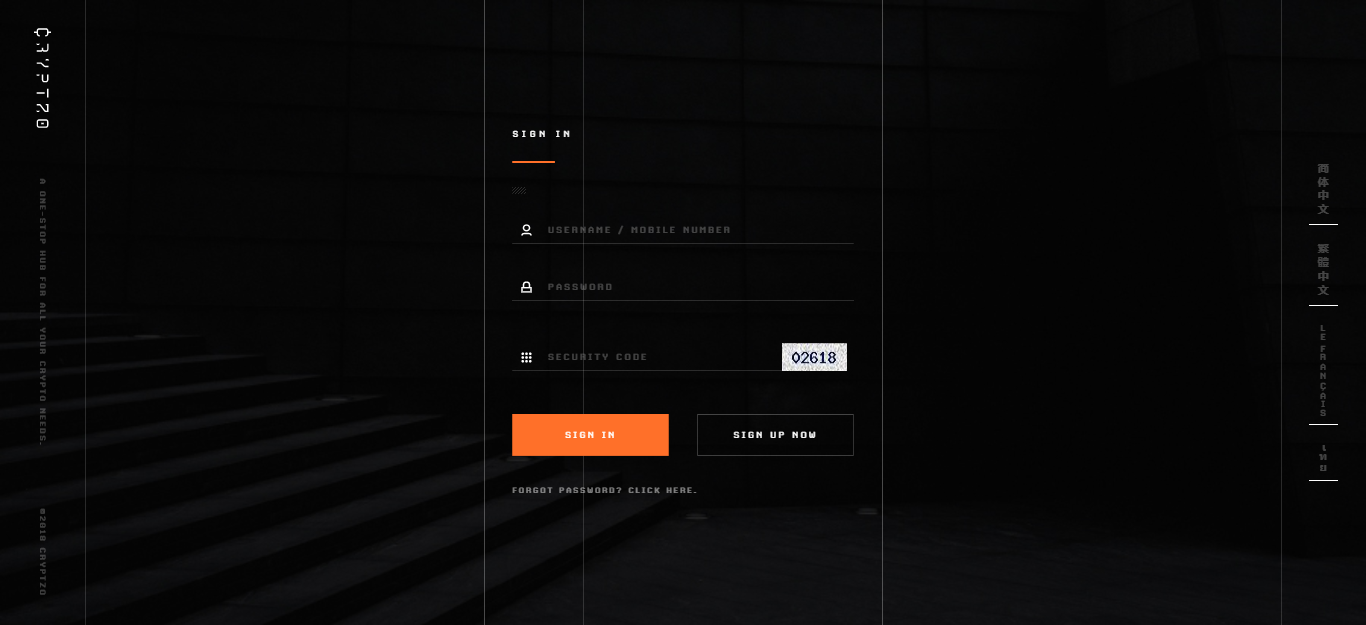 CRYPTZO
A ONE-STOP HUB FOR ALL YOUR CRYPTO NEEDS.
©2018 CRYPTZO
SIGN IN
USERNAME / MOBILE NUMBER
PASSWORD
SECURITY CODE
02618
SIGN IN
SIGN UP NOW
FORGOT PASSWORD? CLICK HERE.
体中文
繁體中文
LE FRANÇAIS
ไทย